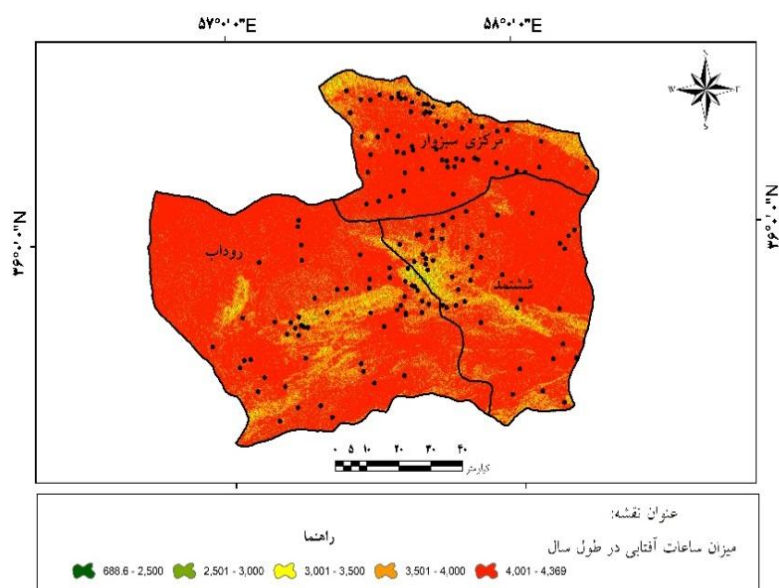 ۵۷°۰'۰"E ۵۸°۰'۰"E
N
W E
S
مرکزی سبزوار
۳۶°۰'۰"N ۳۶°۰'۰"N
روداب
ششتمد
۰ ۵ ۱۰ ۲۰ ۳۰ ۴۰
کیلومتر
عنوان نقشه:
میزان ساعات آفتابی در طول سال
راهنما
688.6 - 2,500 2,501 - 3,000 3,001 - 3,500 3,501 - 4,000 4,001 - 4,369